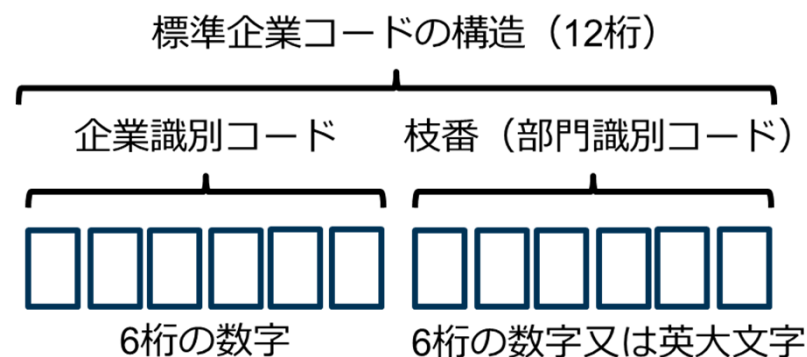 標準企業コードの構造（12桁）
企業識別コード
枝番（部門識別コード）
6桁の数字
6桁の数字又は英大文字